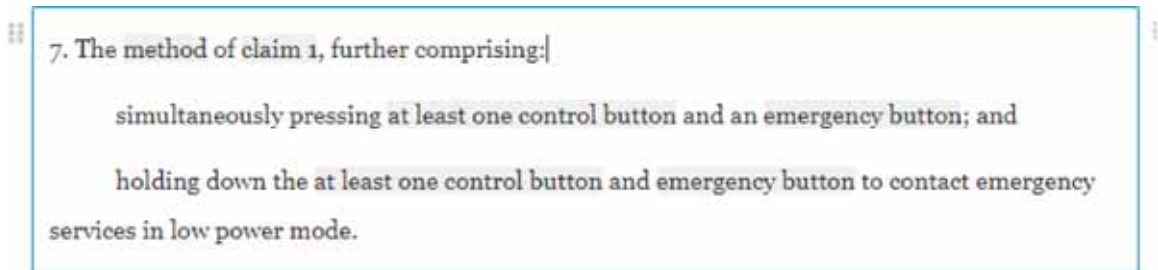 7. The method of claim 1, further comprising:
simultaneously pressing at least one control button and an emergency button; and
holding down the at least one control button and emergency button to contact emergency
services in low power mode.